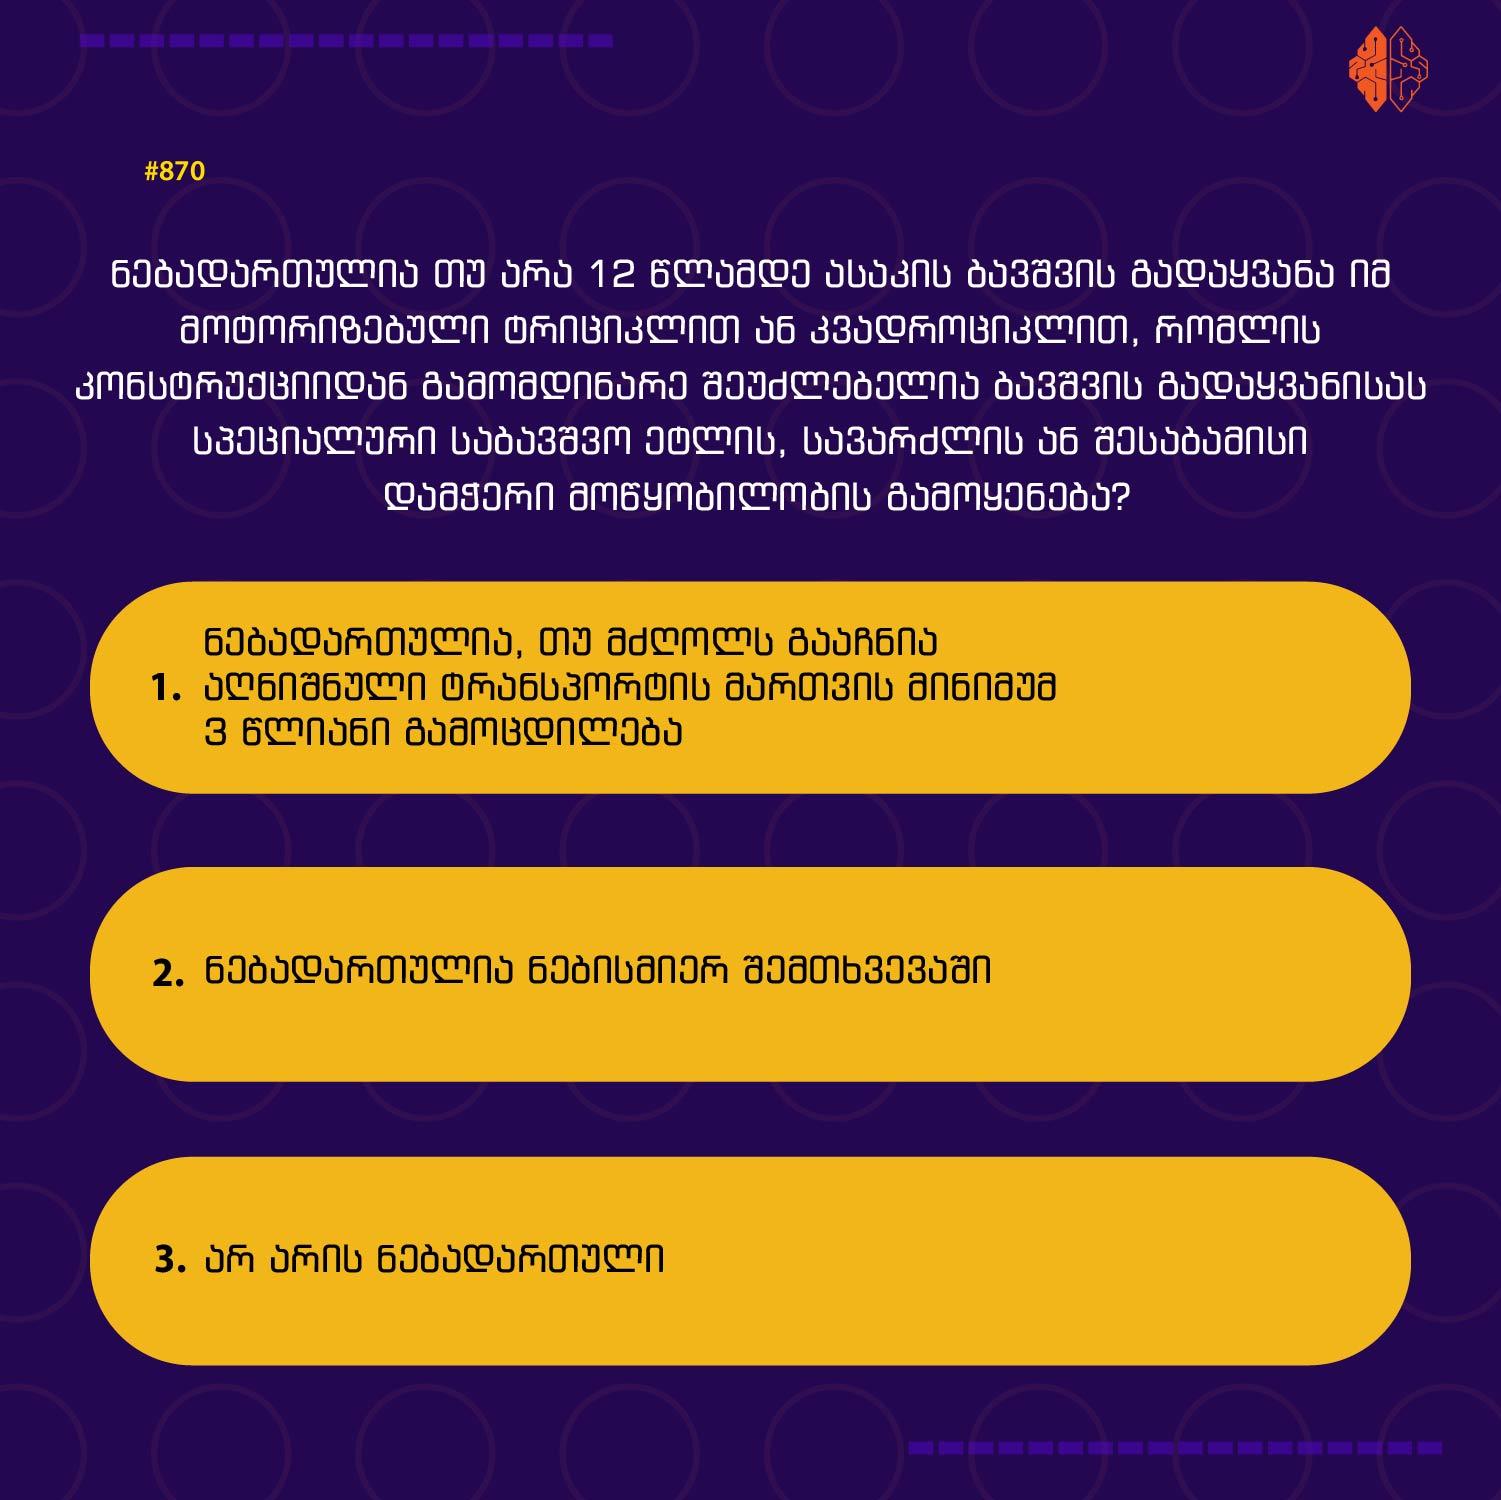 #870
ნებადართულია თუ არა 12 წლამდე ასაკის ბავშვის გადაყვანა იმ
მოტორიზებული ტრიციკლით ან კვადროციკლით, რომლის
კონსტრუქციიდან გამომდინარე შეუძლებელია ბავშვის გადაყვანისას
სპეციალური საბავშვო ეტლის, სავარძლის ან შესაბამისი
დამჭერი მოწყობილობის გამოყენება?
ნებადართულია, თუ მძღოლს გააჩნია
1. აღნიშნული ტრანსპორტის მართვის მინიმუმ
3 წლიანი გამოცდილება
2. ნებადართულია ნებისმიერ შემთხვევაში
3. არ არის ნებადართული